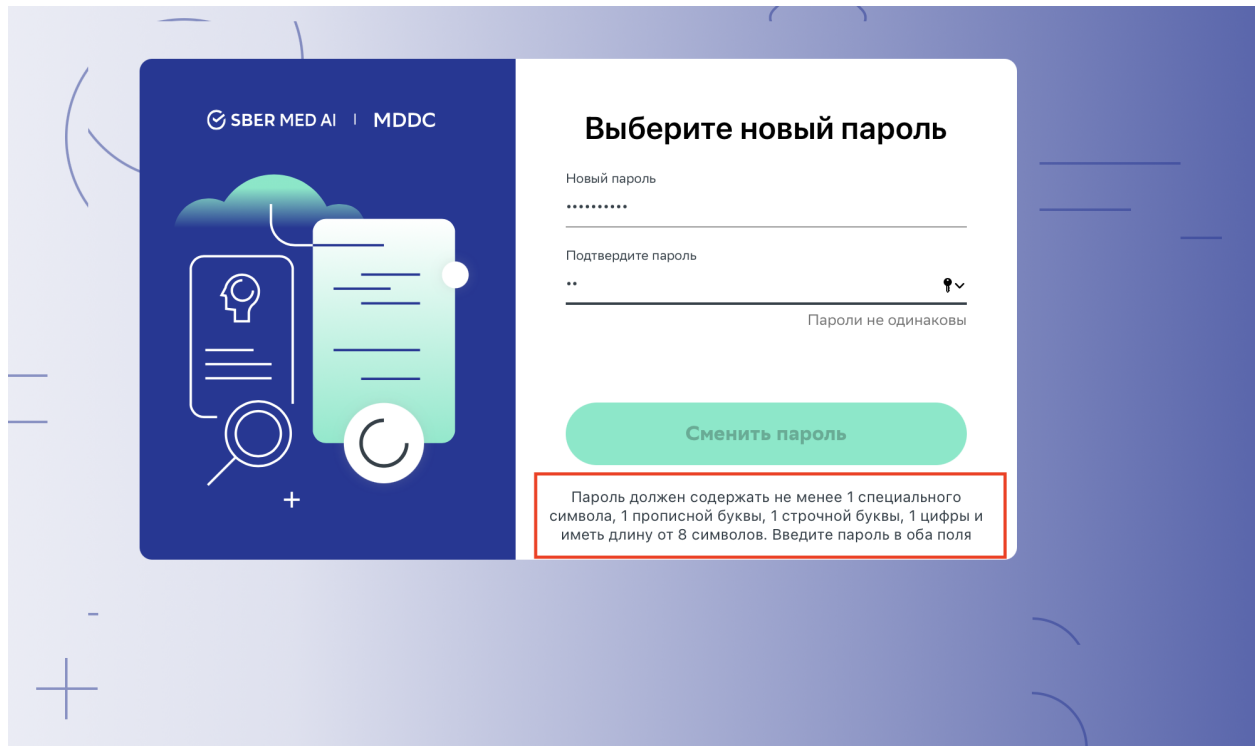 SBER MED AI | MDDC
Выберите новый пароль
Новый пароль
••••••••••
Подтвердите пароль
••
Пароли не одинаковы
Сменить пароль
Пароль должен содержать не менее 1 специального
символа, 1 прописной буквы, 1 строчной буквы, 1 цифры и
иметь длину от 8 символов. Введите пароль в оба поля